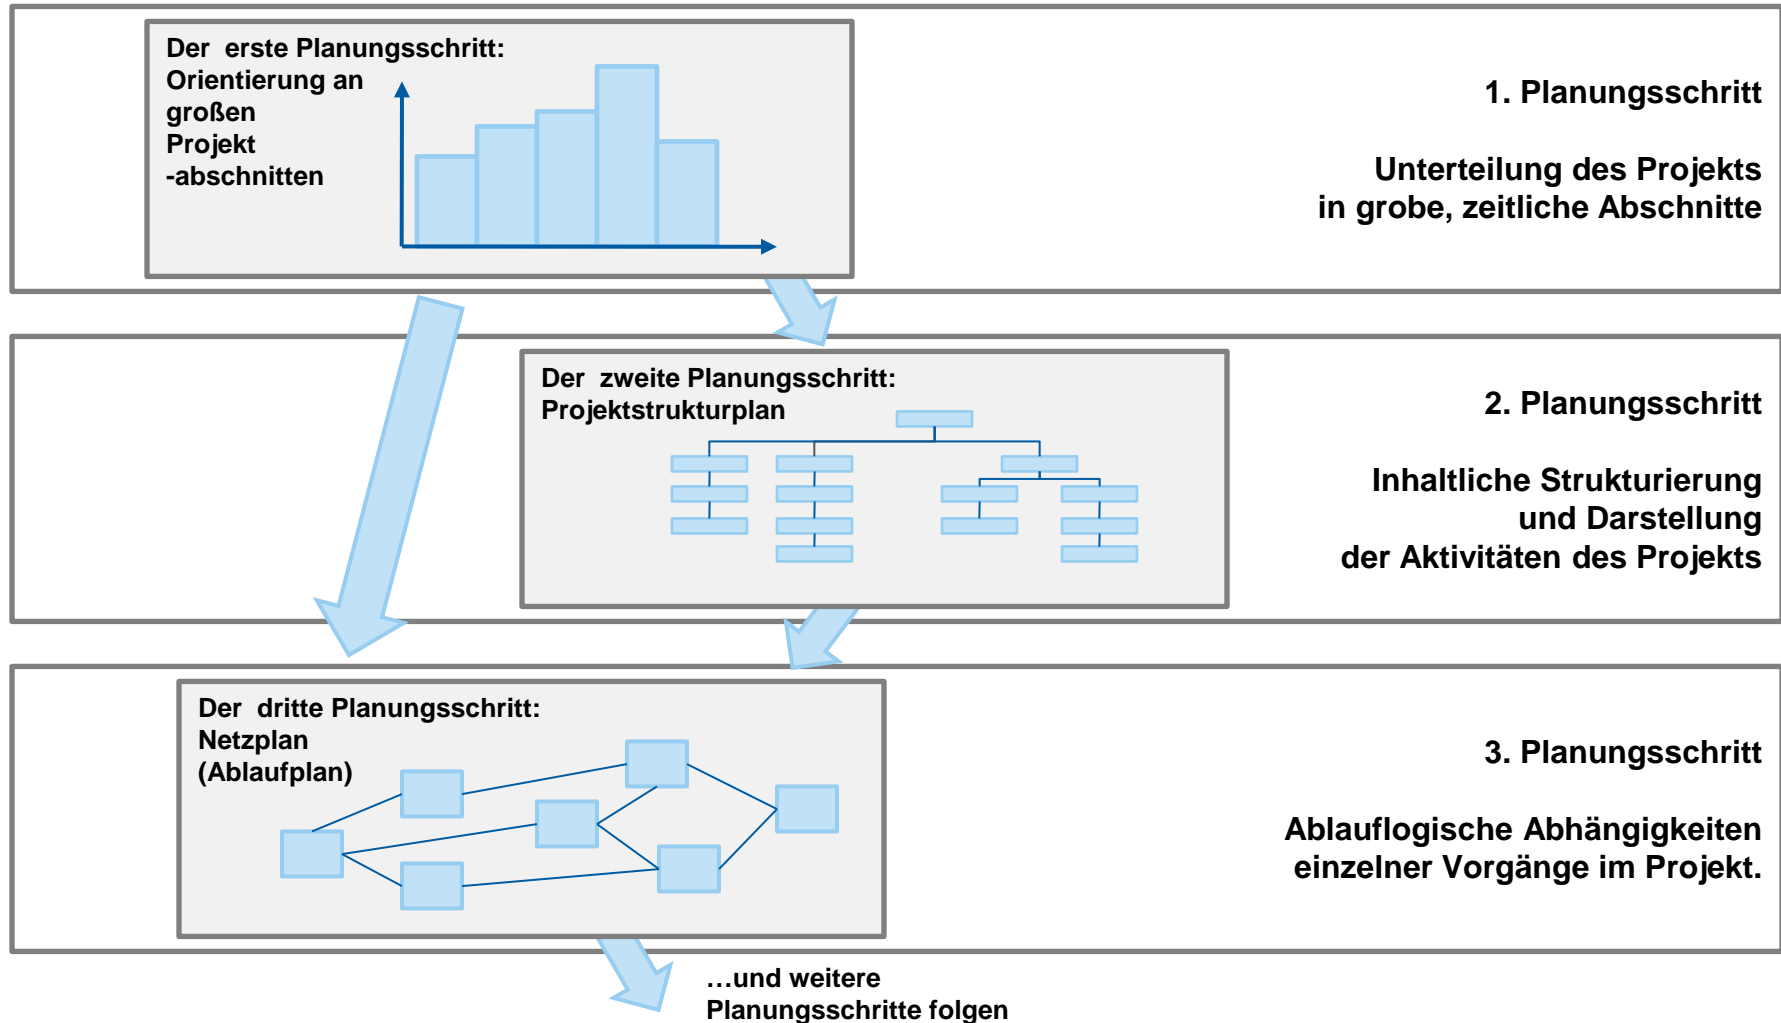 Der erste Planungsschritt:
Orientierung an
großen
Projekt
-abschnitten
1. Planungsschritt
Unterteilung des Projekts
in grobe, zeitliche Abschnitte
Der zweite Planungsschritt:
Projektstrukturplan
2. Planungsschritt
Inhaltliche Strukturierung
und Darstellung
der Aktivitäten des Projekts
Der dritte Planungsschritt:
Netzplan
(Ablaufplan)
3. Planungsschritt
Ablauflogische Abhängigkeiten
einzelner Vorgänge im Projekt.
…und weitere
Planungsschritte folgen